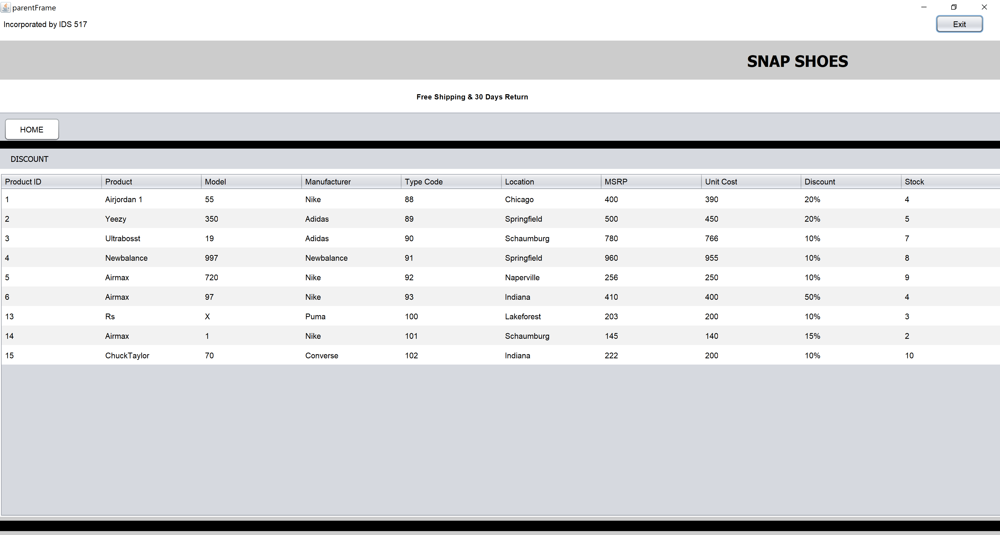 parentFrame
Incorporated by IDS 517
Exit
SNAP SHOES
Free Shipping & 30 Days Return
HOME
DISCOUNT
Product ID Product Model Manufacturer Type Code Location MSRP Unit Cost Discount Stock
1 Airjordan 1 55 Nike 88 Chicago 400 390 20% 4
2 Yeezy 350 Adidas 89 Springfield 500 450 20% 5
3 Ultrabosst 19 Adidas 90 Schaumburg 780 766 10% 7
4 Newbalance 997 Newbalance 91 Springfield 960 955 10% 8
5 Airmax 720 Nike 92 Naperville 256 250 10% 9
6 Airmax 97 Nike 93 Indiana 410 400 50% 4
13 Rs X Puma 100 Lakeforest 203 200 10% 3
14 Airmax 1 Nike 101 Schaumburg 145 140 15% 2
15 ChuckTaylor 70 Converse 102 Indiana 222 200 10% 10